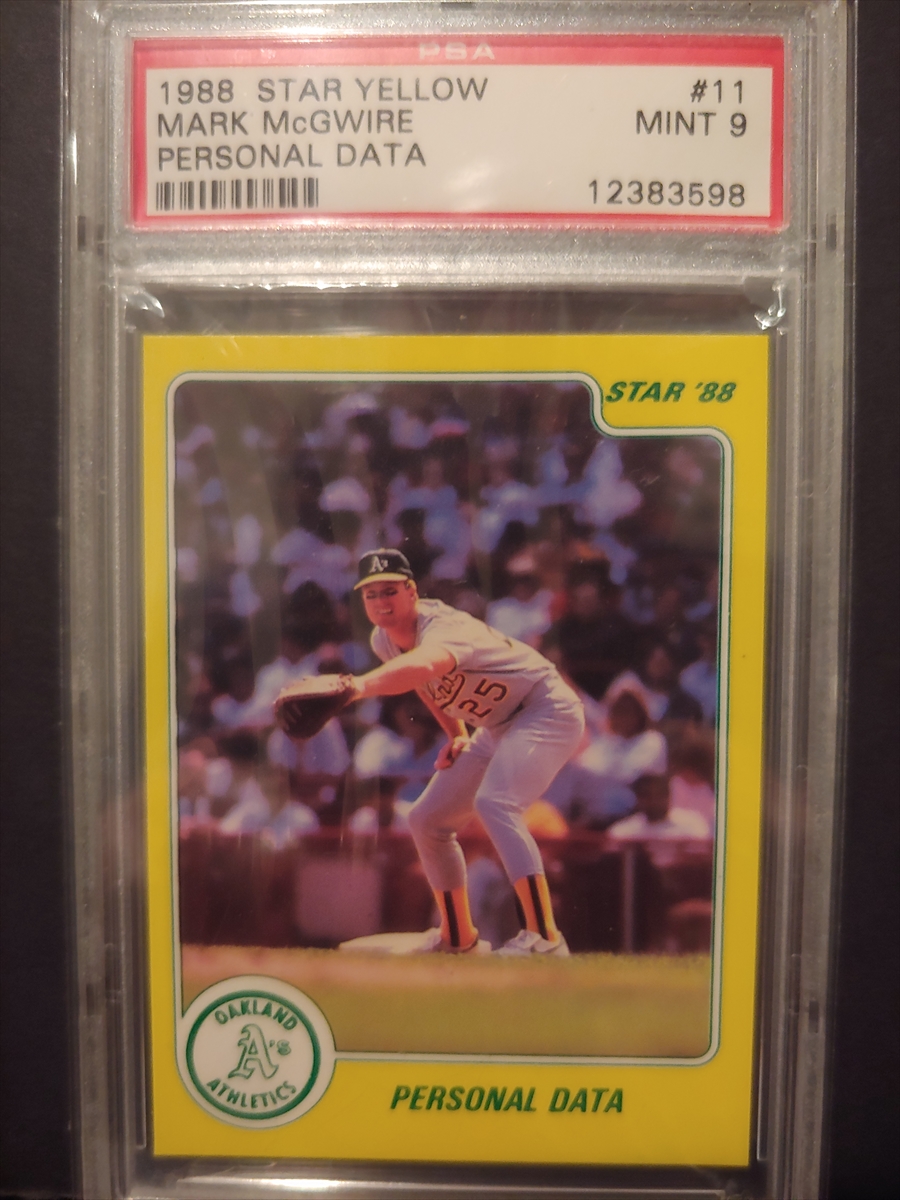 PSA
1988 STAR YELLOW #11
MARK McGWIRE MINT 9
PERSONAL DATA
12383598
STAR '88
A's
25
OAKLAND
A's
ATHLETICS
PERSONAL DATA